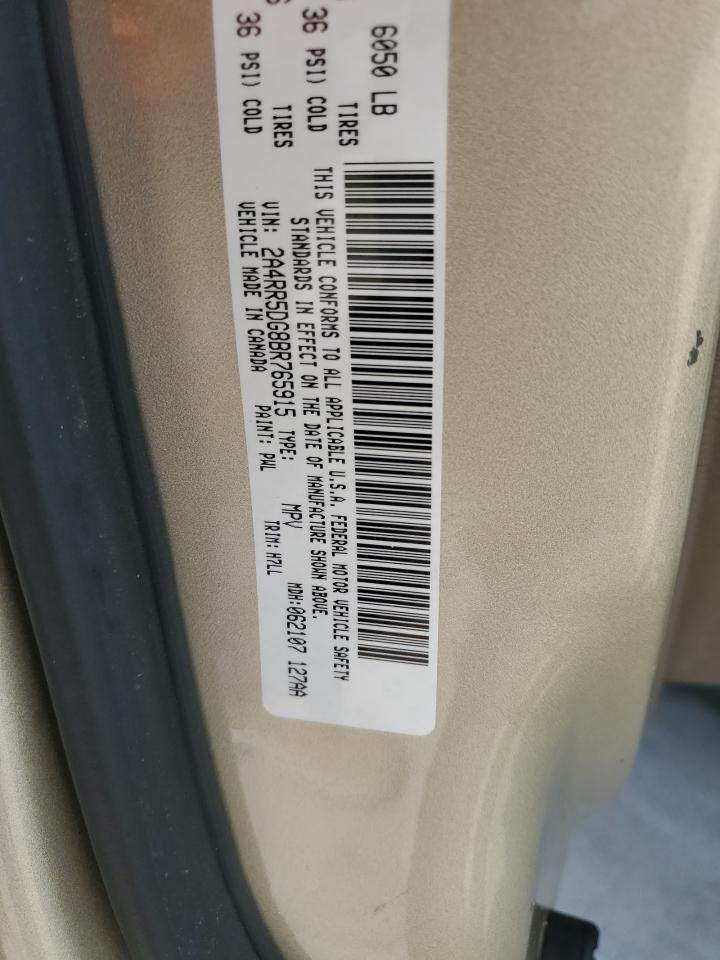 6050 LB
TIRES
36 PSI) COLD
TIRES
36 PSI) COLD
THIS VEHICLE CONFORMS TO ALL APPLICABLE U.S.A. FEDERAL MOTOR VEHICLE SAFETY
STANDARDS IN EFFECT ON THE DATE OF MANUFACTURE SHOWN ABOVE.
VIN: 2A4RR5DG8BR765915 TYPE: MPV MDH:062107 127AA
VEHICLE MADE IN CANADA PAINT: PWL TRIM:H7LL